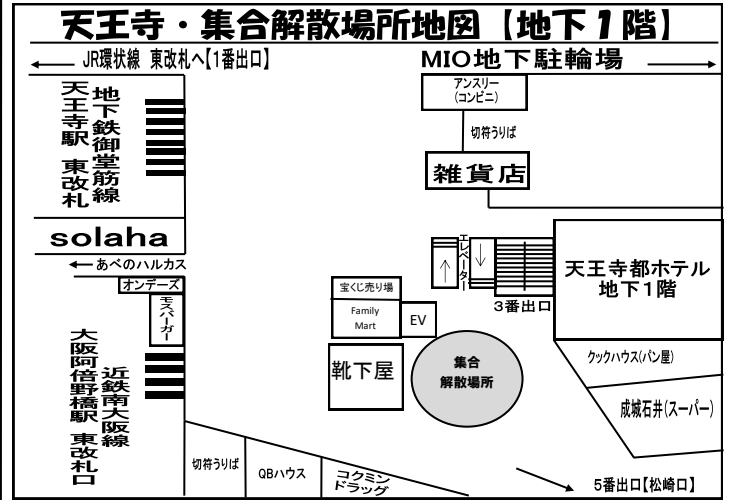 天王寺・集合解散場所地図【地下1階】
JR環状線 東改札へ【1番出口】
MIO地下駐輪場
アンスリー
(コンビニ)
切符うりば
雑貨店
地下鉄御堂筋線
天王寺駅 東改札
solaha
あべのハルカス
オンデーズ
モスバーガー
近鉄南大阪線
大阪阿倍野橋駅 東改札口
エレベーター
3番出口
天王寺都ホテル
地下1階
宝くじ売り場
Family
Mart
EV
靴下屋
集合
解散場所
クックハウス(パン屋)
成城石井(スーパー)
切符うりば
QBハウス
コクミン
ドラッグ
5番出口【松崎口】